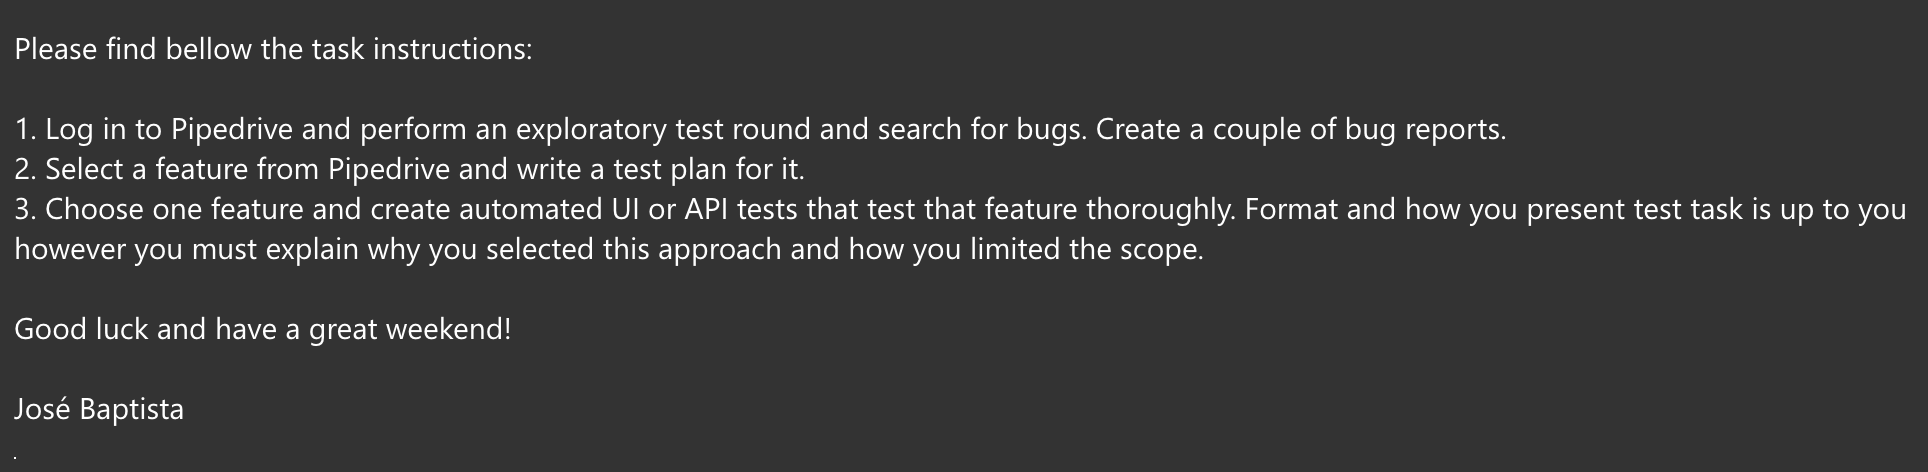 Please find bellow the task instructions:
1. Log in to Pipedrive and perform an exploratory test round and search for bugs. Create a couple of bug reports.
2. Select a feature from Pipedrive and write a test plan for it.
3. Choose one feature and create automated UI or API tests that test that feature thoroughly. Format and how you present test task is up to you
however you must explain why you selected this approach and how you limited the scope.
Good luck and have a great weekend!
José Baptista
.